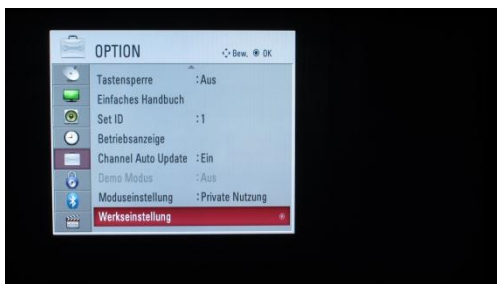 OPTION Bew. OK
Tastensperre : Aus
Einfaches Handbuch
Set ID : 1
Betriebsanzeige
Channel Auto Update : Ein
Demo Modus : Aus
Moduseinstellung : Private Nutzung
Werkseinstellung